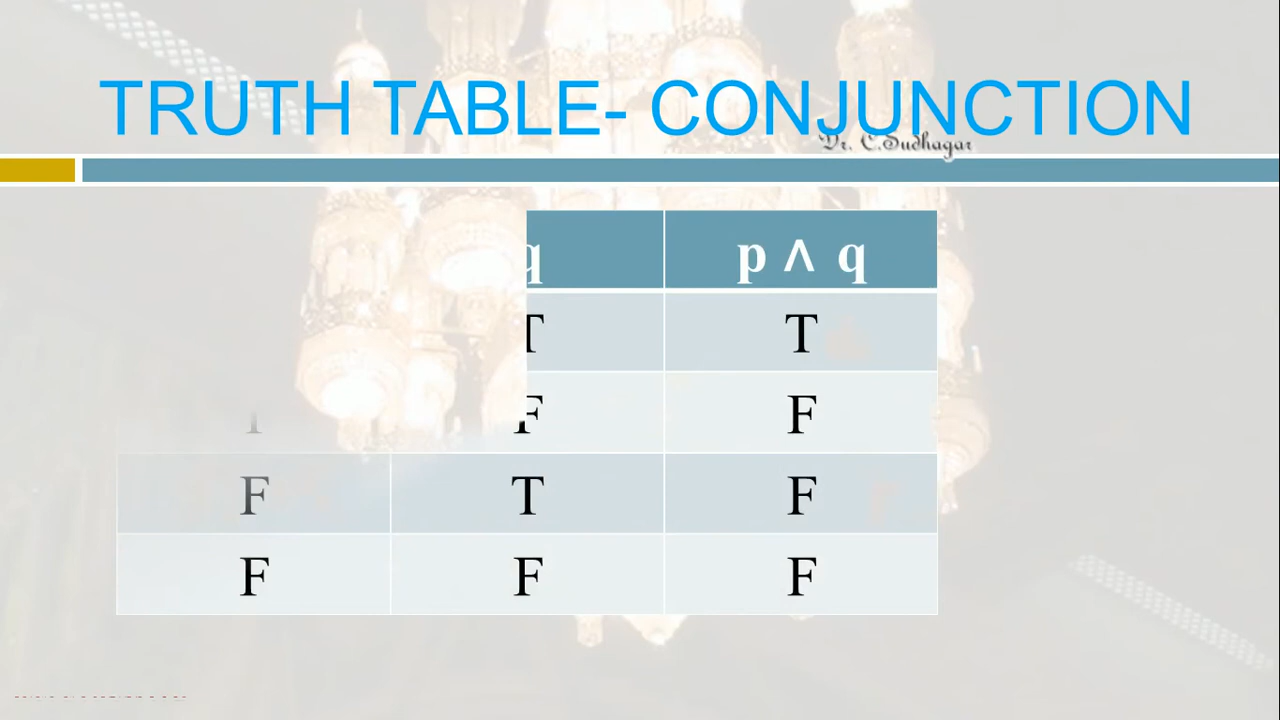 TRUTH TABLE- CONJUNCTION
Dr. C.Sudhagar
q p ∧ q
T T
F F
F T F
F F F